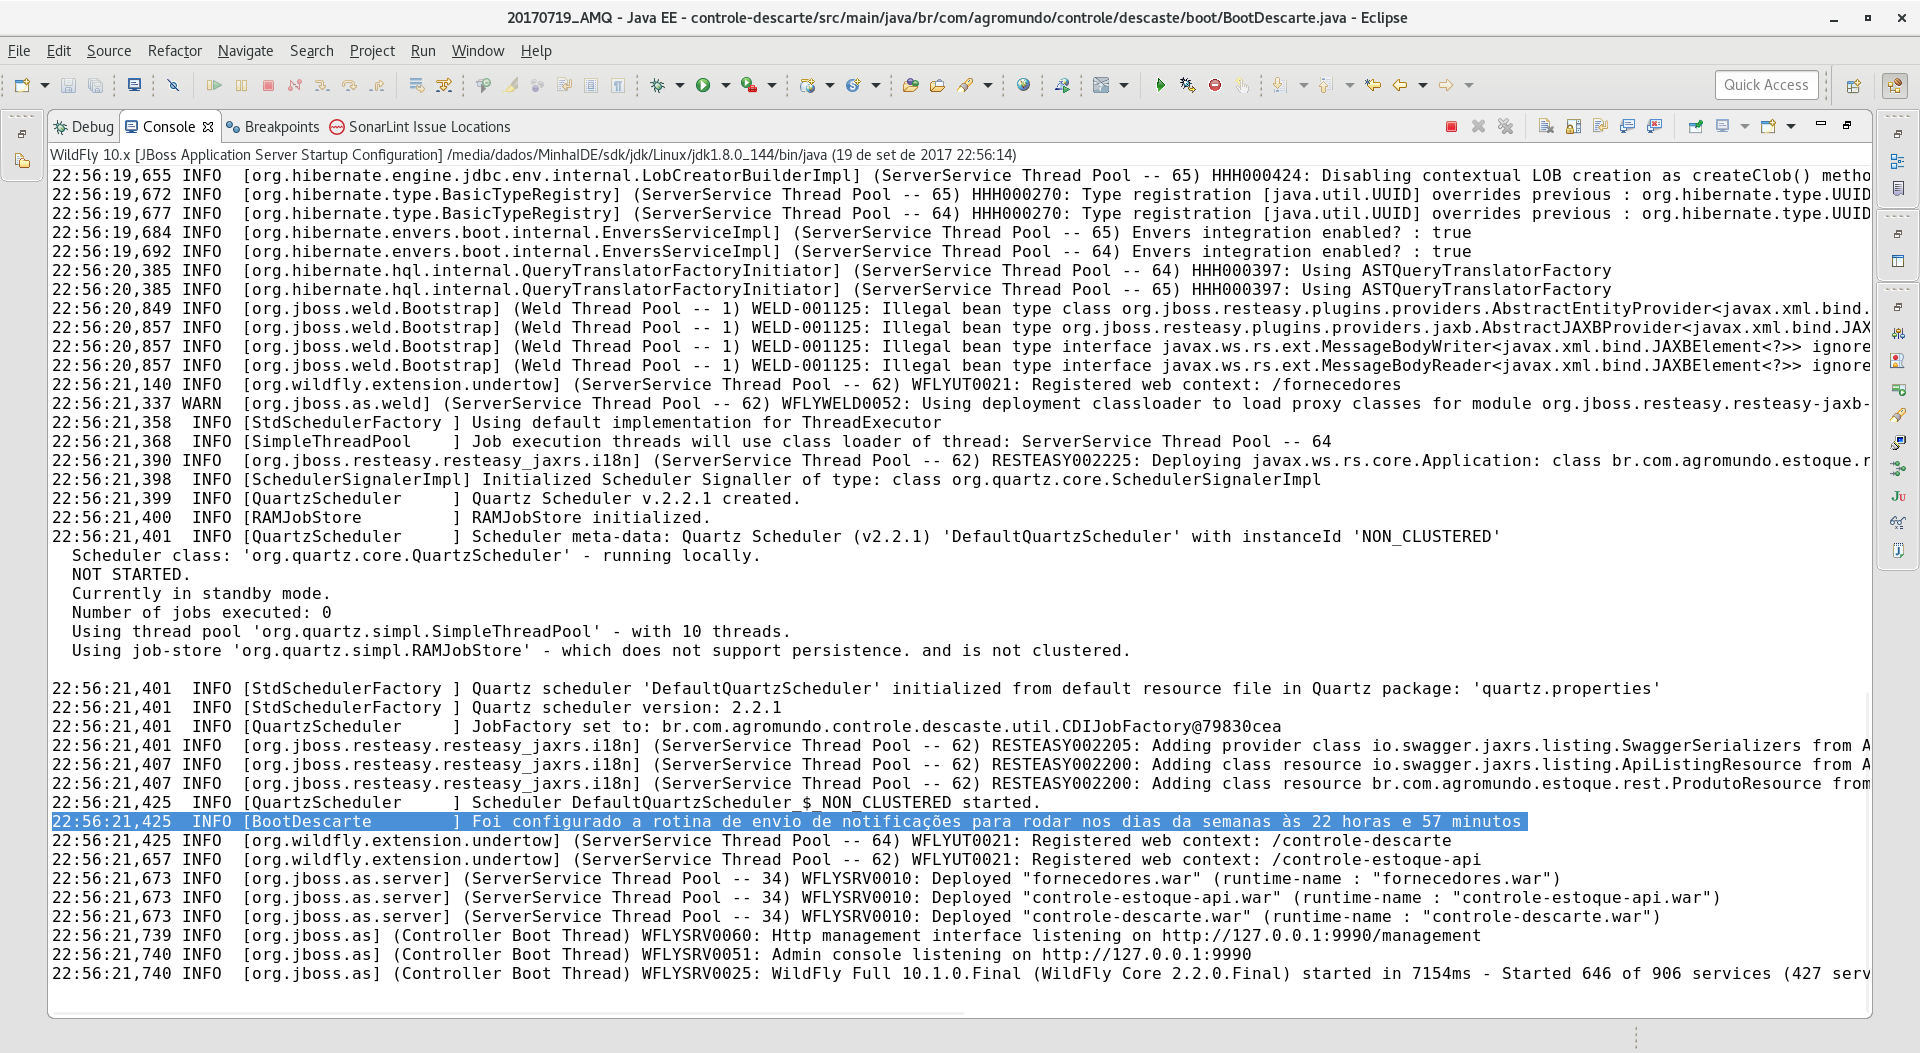 20170719_AMQ - Java EE - controle-descarte/src/main/java/br/com/agromundo/controle/descaste/boot/BootDescarte.java - Eclipse
File Edit Source Refactor Navigate Search Project Run Window Help
Quick Access
Debug Console Breakpoints SonarLint Issue Locations
WildFly 10.x [JBoss Application Server Startup Configuration] /media/dados/MinhaIDE/sdk/jdk/Linux/jdk1.8.0_144/bin/java (19 de set de 2017 22:56:14)
22:56:19,655 INFO  [org.hibernate.engine.jdbc.env.internal.LobCreatorBuilderImpl] (ServerService Thread Pool -- 65) HHH000424: Disabling contextual LOB creation as createClob() metho
22:56:19,672 INFO  [org.hibernate.type.BasicTypeRegistry] (ServerService Thread Pool -- 65) HHH000270: Type registration [java.util.UUID] overrides previous : org.hibernate.type.UUID
22:56:19,677 INFO  [org.hibernate.type.BasicTypeRegistry] (ServerService Thread Pool -- 64) HHH000270: Type registration [java.util.UUID] overrides previous : org.hibernate.type.UUID
22:56:19,684 INFO  [org.hibernate.envers.boot.internal.EnversServiceImpl] (ServerService Thread Pool -- 65) Envers integration enabled? : true
22:56:19,692 INFO  [org.hibernate.envers.boot.internal.EnversServiceImpl] (ServerService Thread Pool -- 64) Envers integration enabled? : true
22:56:20,385 INFO  [org.hibernate.hql.internal.QueryTranslatorFactoryInitiator] (ServerService Thread Pool -- 64) HHH000397: Using ASTQueryTranslatorFactory
22:56:20,385 INFO  [org.hibernate.hql.internal.QueryTranslatorFactoryInitiator] (ServerService Thread Pool -- 65) HHH000397: Using ASTQueryTranslatorFactory
22:56:20,849 INFO  [org.jboss.weld.Bootstrap] (Weld Thread Pool -- 1) WELD-001125: Illegal bean type class org.jboss.resteasy.plugins.providers.AbstractEntityProvider<javax.xml.bind.
22:56:20,857 INFO  [org.jboss.weld.Bootstrap] (Weld Thread Pool -- 1) WELD-001125: Illegal bean type org.jboss.resteasy.plugins.providers.jaxb.AbstractJAXBProvider<javax.xml.bind.JAX
22:56:20,857 INFO  [org.jboss.weld.Bootstrap] (Weld Thread Pool -- 1) WELD-001125: Illegal bean type interface javax.ws.rs.ext.MessageBodyWriter<javax.xml.bind.JAXBElement<?>> ignore
22:56:20,857 INFO  [org.jboss.weld.Bootstrap] (Weld Thread Pool -- 1) WELD-001125: Illegal bean type interface javax.ws.rs.ext.MessageBodyReader<javax.xml.bind.JAXBElement<?>> ignore
22:56:21,140 INFO  [org.wildfly.extension.undertow] (ServerService Thread Pool -- 62) WFLYUT0021: Registered web context: /fornecedores
22:56:21,337 WARN  [org.jboss.as.weld] (ServerService Thread Pool -- 62) WFLYWELD0052: Using deployment classloader to load proxy classes for module org.jboss.resteasy.resteasy-jaxb-
22:56:21,358  INFO [StdSchedulerFactory ] Using default implementation for ThreadExecutor
22:56:21,368  INFO [SimpleThreadPool    ] Job execution threads will use class loader of thread: ServerService Thread Pool -- 64
22:56:21,390 INFO  [org.jboss.resteasy.resteasy_jaxrs.i18n] (ServerService Thread Pool -- 62) RESTEASY002225: Deploying javax.ws.rs.core.Application: class br.com.agromundo.estoque.r
22:56:21,398  INFO [SchedulerSignalerImpl] Initialized Scheduler Signaller of type: class org.quartz.core.SchedulerSignalerImpl
22:56:21,399  INFO [QuartzScheduler     ] Quartz Scheduler v.2.2.1 created.
22:56:21,400  INFO [RAMJobStore         ] RAMJobStore initialized.
22:56:21,401  INFO [QuartzScheduler     ] Scheduler meta-data: Quartz Scheduler (v2.2.1) 'DefaultQuartzScheduler' with instanceId 'NON_CLUSTERED'
  Scheduler class: 'org.quartz.core.QuartzScheduler' - running locally.
  NOT STARTED.
  Currently in standby mode.
  Number of jobs executed: 0
  Using thread pool 'org.quartz.simpl.SimpleThreadPool' - with 10 threads.
  Using job-store 'org.quartz.simpl.RAMJobStore' - which does not support persistence. and is not clustered.
22:56:21,401  INFO [StdSchedulerFactory ] Quartz scheduler 'DefaultQuartzScheduler' initialized from default resource file in Quartz package: 'quartz.properties'
22:56:21,401  INFO [StdSchedulerFactory ] Quartz scheduler version: 2.2.1
22:56:21,401  INFO [QuartzScheduler     ] JobFactory set to: br.com.agromundo.controle.descaste.util.CDIJobFactory@79830cea
22:56:21,401 INFO  [org.jboss.resteasy.resteasy_jaxrs.i18n] (ServerService Thread Pool -- 62) RESTEASY002205: Adding provider class io.swagger.jaxrs.listing.SwaggerSerializers from A
22:56:21,407 INFO  [org.jboss.resteasy.resteasy_jaxrs.i18n] (ServerService Thread Pool -- 62) RESTEASY002200: Adding class resource io.swagger.jaxrs.listing.ApiListingResource from A
22:56:21,407 INFO  [org.jboss.resteasy.resteasy_jaxrs.i18n] (ServerService Thread Pool -- 62) RESTEASY002200: Adding class resource br.com.agromundo.estoque.rest.ProdutoResource from
22:56:21,425  INFO [QuartzScheduler     ] Scheduler DefaultQuartzScheduler_$_NON_CLUSTERED started.
22:56:21,425  INFO [BootDescarte        ] Foi configurado a rotina de envio de notificações para rodar nos dias da semanas às 22 horas e 57 minutos
22:56:21,425 INFO  [org.wildfly.extension.undertow] (ServerService Thread Pool -- 64) WFLYUT0021: Registered web context: /controle-descarte
22:56:21,657 INFO  [org.wildfly.extension.undertow] (ServerService Thread Pool -- 62) WFLYUT0021: Registered web context: /controle-estoque-api
22:56:21,673 INFO  [org.jboss.as.server] (ServerService Thread Pool -- 34) WFLYSRV0010: Deployed "fornecedores.war" (runtime-name : "fornecedores.war")
22:56:21,673 INFO  [org.jboss.as.server] (ServerService Thread Pool -- 34) WFLYSRV0010: Deployed "controle-estoque-api.war" (runtime-name : "controle-estoque-api.war")
22:56:21,673 INFO  [org.jboss.as.server] (ServerService Thread Pool -- 34) WFLYSRV0010: Deployed "controle-descarte.war" (runtime-name : "controle-descarte.war")
22:56:21,739 INFO  [org.jboss.as] (Controller Boot Thread) WFLYSRV0060: Http management interface listening on http://127.0.0.1:9990/management
22:56:21,740 INFO  [org.jboss.as] (Controller Boot Thread) WFLYSRV0051: Admin console listening on http://127.0.0.1:9990
22:56:21,740 INFO  [org.jboss.as] (Controller Boot Thread) WFLYSRV0025: WildFly Full 10.1.0.Final (WildFly Core 2.2.0.Final) started in 7154ms - Started 646 of 906 services (427 serv